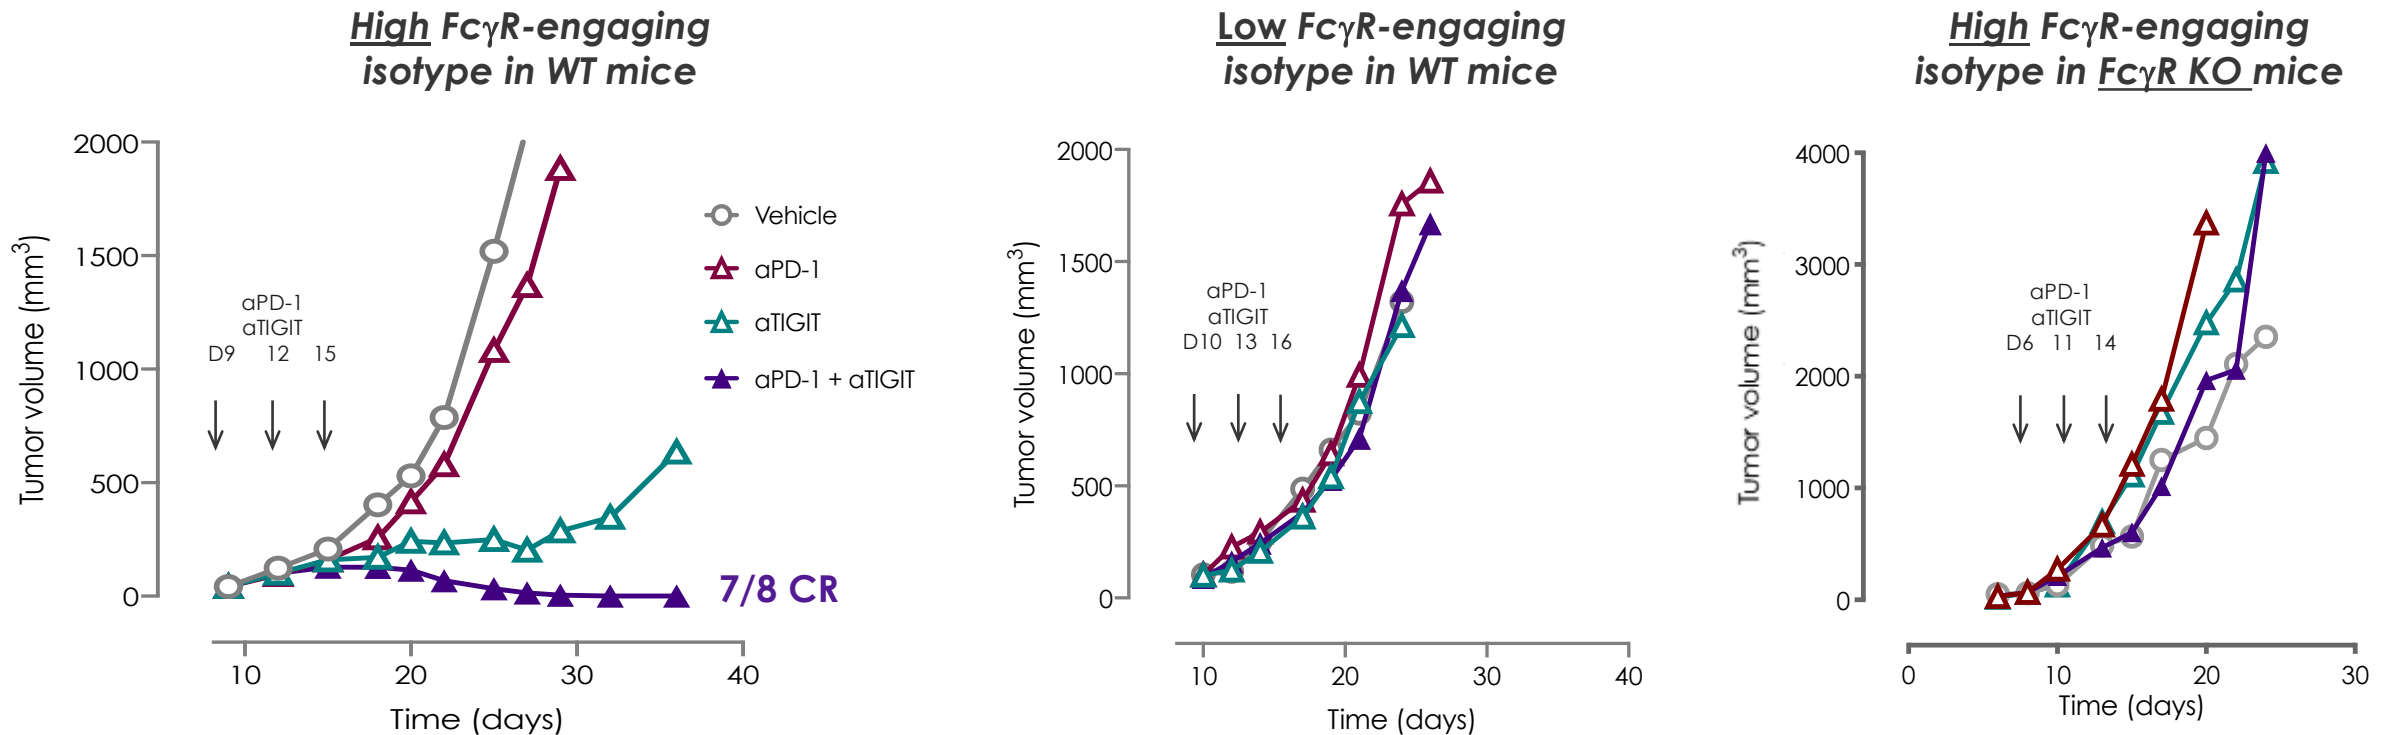 High FcγR-engaging
isotype in WT mice
2000
1500
1000
500
0
Tumor volume (mm3)
aPD-1
aTIGIT
D9 12 15
10 20 30 40
Time (days)
Vehicle
aPD-1
aTIGIT
aPD-1 + aTIGIT
7/8 CR
Low FcγR-engaging
isotype in WT mice
2000
1500
1000
500
0
Tumor volume (mm3)
aPD-1
aTIGIT
D10 13 16
10 20 30 40
Time (days)
High FcγR-engaging
isotype in FcγR KO mice
4000
3000
2000
1000
0
Tumor volume (mm3)
aPD-1
aTIGIT
D6 11 14
0 10 20 30
Time (days)